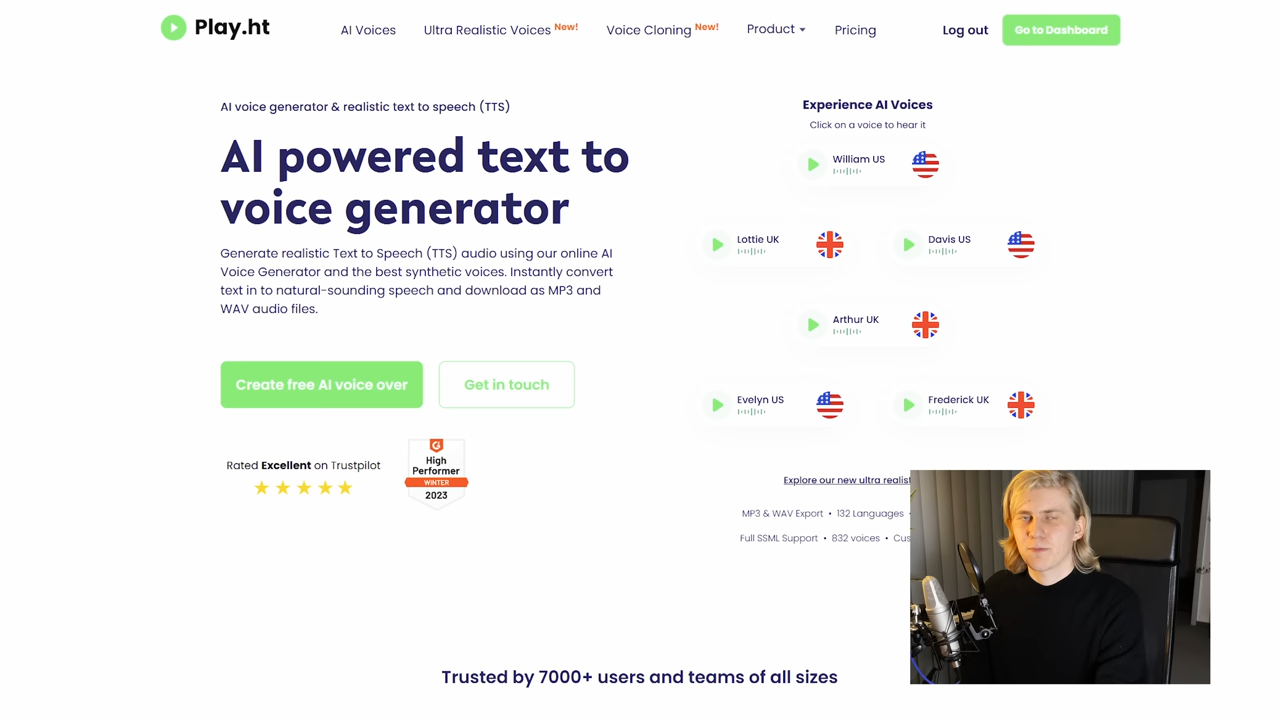 Play.ht
AI Voices
Ultra Realistic Voices New!
Voice Cloning New!
Product
Pricing
Log out
Go to Dashboard
AI voice generator & realistic text to speech (TTS)
AI powered text to
voice generator
Generate realistic Text to Speech (TTS) audio using our online AI
Voice Generator and the best synthetic voices. Instantly convert
text in to natural-sounding speech and download as MP3 and
WAV audio files.
Create free AI voice over
Get in touch
Rated Excellent on Trustpilot
High
Performer
WINTER
2023
Experience AI Voices
Click on a voice to hear it
William US
Lottie UK
Davis US
Arthur UK
Evelyn US
Frederick UK
Explore our new ultra
MP3 & WAV Export • 132 Languages •
Full SSML Support • 832 voices •
Trusted by 7000+ users and teams of all sizes